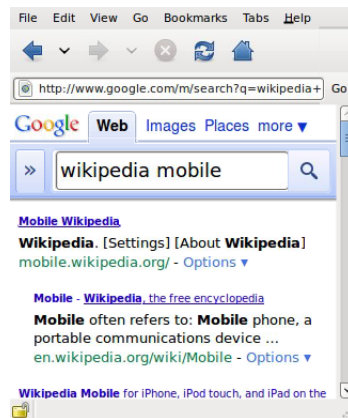 File Edit View Go Bookmarks Tabs Help
http://www.google.com/m/search?q=wikipedia+ Go
Google Web Images Places more ▼
» wikipedia mobile
Mobile Wikipedia
Wikipedia. [Settings] [About Wikipedia]
mobile.wikipedia.org/ - Options ▼
Mobile - Wikipedia, the free encyclopedia
Mobile often refers to: Mobile phone, a
portable communications device ...
en.wikipedia.org/wiki/Mobile - Options ▼
Wikipedia Mobile for iPhone, iPod touch, and iPad on the